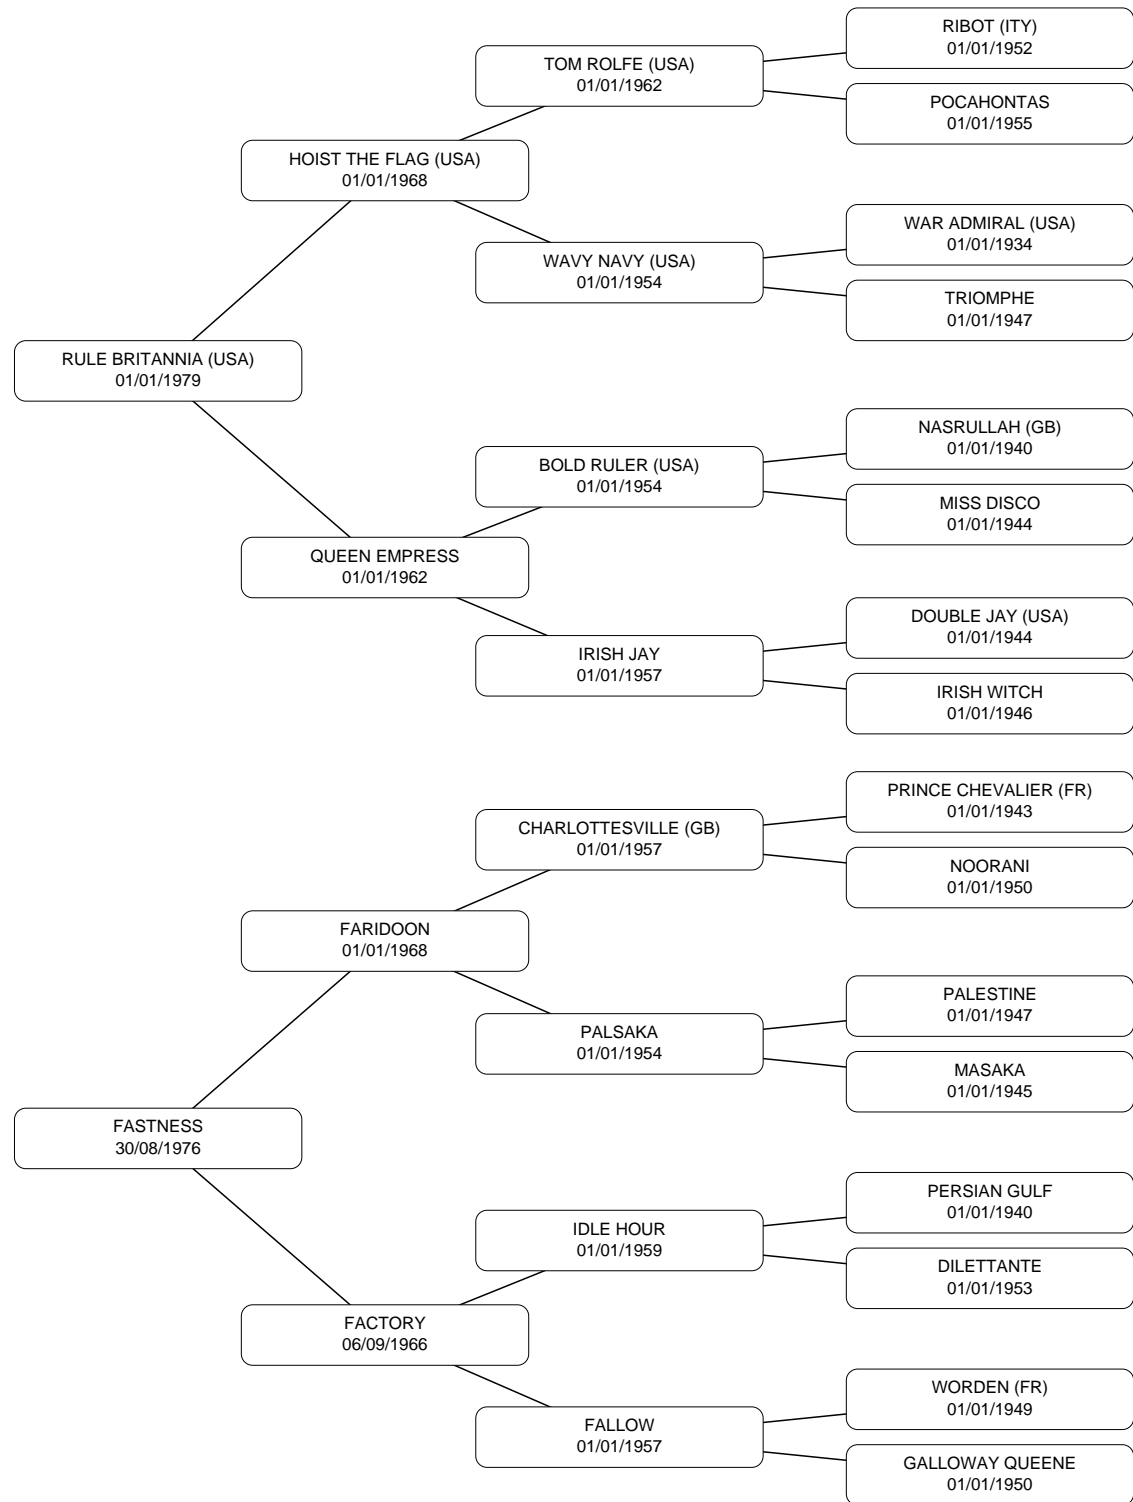 RIBOT (ITY)
01/01/1952
TOM ROLFE (USA)
01/01/1962
POCAHONTAS
01/01/1955
HOIST THE FLAG (USA)
01/01/1968
WAR ADMIRAL (USA)
01/01/1934
WAVY NAVY (USA)
01/01/1954
TRIOMPHE
01/01/1947
RULE BRITANNIA (USA)
01/01/1979
NASRULLAH (GB)
01/01/1940
BOLD RULER (USA)
01/01/1954
MISS DISCO
01/01/1944
QUEEN EMPRESS
01/01/1962
DOUBLE JAY (USA)
01/01/1944
IRISH JAY
01/01/1957
IRISH WITCH
01/01/1946
PRINCE CHEVALIER (FR)
01/01/1943
CHARLOTTESVILLE (GB)
01/01/1957
NOORANI
01/01/1950
FARIDOON
01/01/1968
PALESTINE
01/01/1947
PALSAKA
01/01/1954
MASAKA
01/01/1945
FASTNESS
30/08/1976
PERSIAN GULF
01/01/1940
IDLE HOUR
01/01/1959
DILETTANTE
01/01/1953
FACTORY
06/09/1966
WORDEN (FR)
01/01/1949
FALLOW
01/01/1957
GALLOWAY QUEENE
01/01/1950